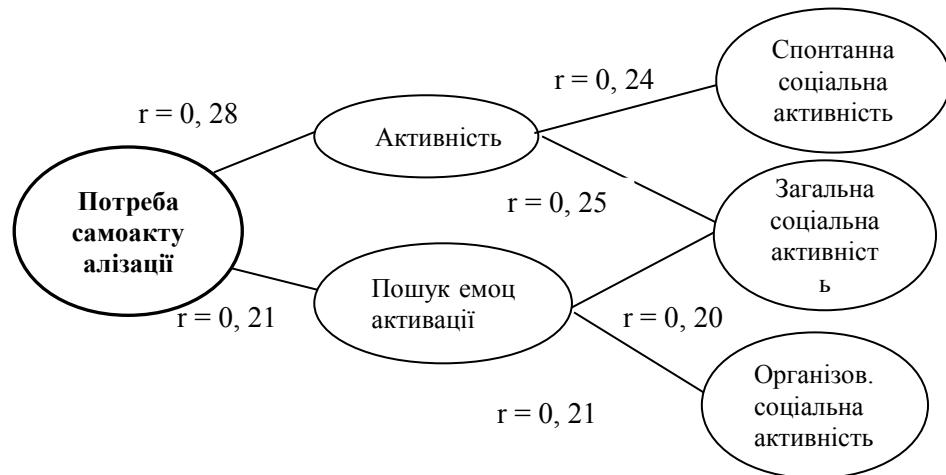 Спонтанна
соціальна
активність
r = 0, 24
r = 0, 28
Активність
Потреба
самоакту
алізації
r = 0, 25
Загальна
соціальна
активніст
ь
Пошук емоц
активації
r = 0, 21
r = 0, 20
Організов.
соціальна
активність
r = 0, 21